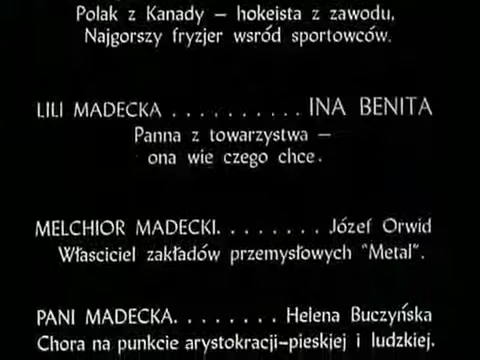 Polak z Kanady – hokeista z zawodu,
Najgorszy fryzjer wsród sportowców.
LILI MADECKA . . . . . . . . . . INA BENITA
Panna z towarzystwa –
ona wie czego chce.
MELCHIOR MADECKI. . . . . . . . Józef Orwid
Własciciel zakładów przemysłowych "Metal".
PANI MADECKA. . . . . . . . Helena Buczyńska
Chora na punkcie arystokracji–pieskjej i ludzkiej.